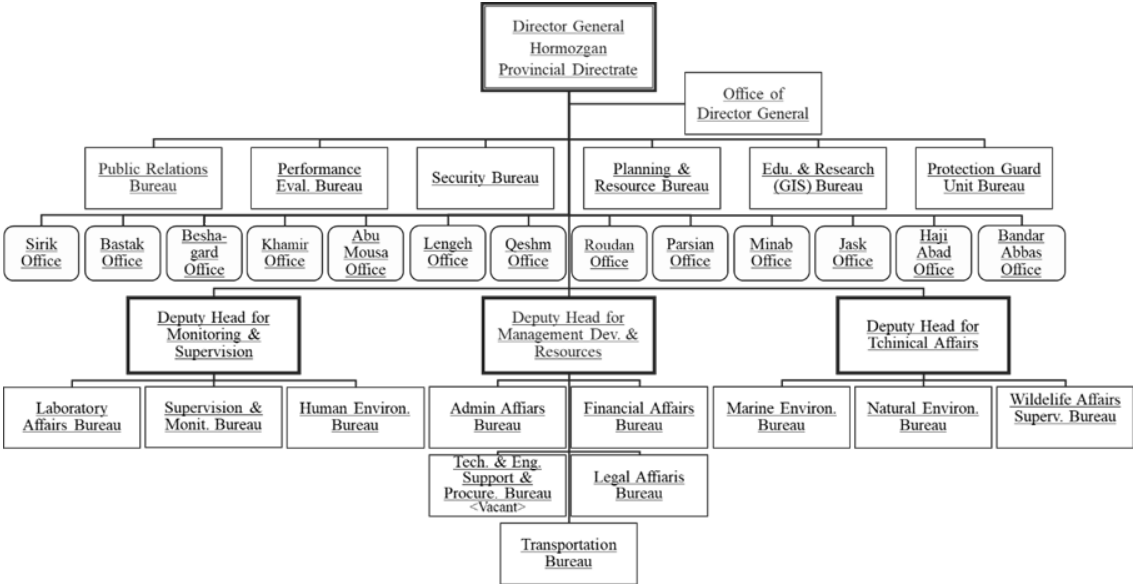 Director General
Hormozgan
Provincial Directrate
Office of
Director General
Public Relations
Bureau
Performance
Eval. Bureau
Security Bureau
Planning &
Resource Bureau
Edu. & Research
(GIS) Bureau
Protection Guard
Unit Bureau
Sirik
Office
Bastak
Office
Besha-
gard
Office
Khamir
Office
Abu
Mousa
Office
Lengeh
Office
Qeshm
Office
Roudan
Office
Parsian
Office
Minab
Office
Jask
Office
Haji
Abad
Office
Bandar
Abbas
Office
Deputy Head for
Monitoring &
Supervision
Deputy Head for
Management Dev. &
Resources
Deputy Head for
Tchinical Affairs
Laboratory
Affairs Bureau
Supervision &
Monit. Bureau
Human Environ.
Bureau
Admin Affiars
Bureau
Financial Affairs
Bureau
Marine Environ.
Bureau
Natural Environ.
Bureau
Wildelife Affairs
Superv. Bureau
Tech. & Eng.
Support &
Procure. Bureau
<Vacant>
Legal Affiaris
Bureau
Transportation
Bureau